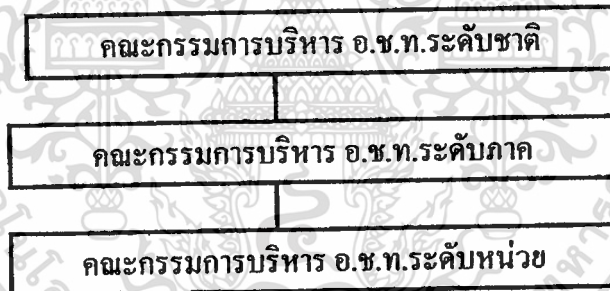 คณะกรรมการบริหาร อ.ช.ท.ระดับชาติ
คณะกรรมการบริหาร อ.ช.ท.ระดับภาค
คณะกรรมการบริหาร อ.ช.ท.ระดับหน่วย